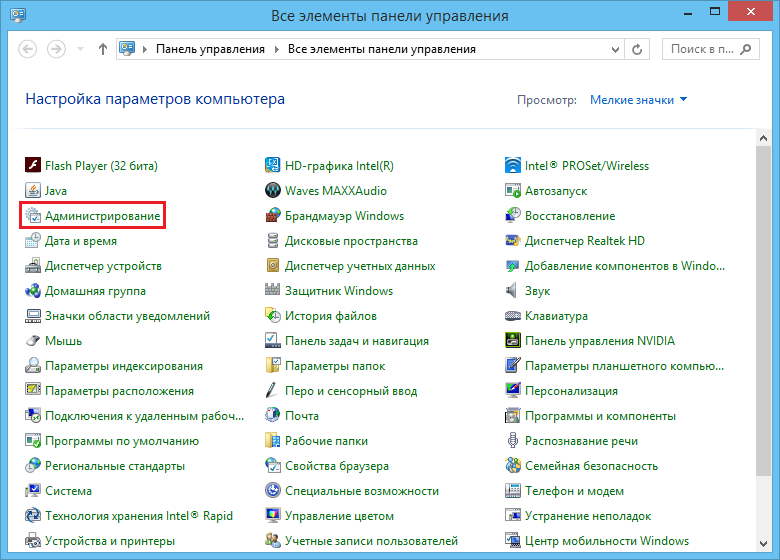 Все элементы панели управления
Панель управления Все элементы панели управления Поиск в п...
Настройка параметров компьютера Просмотр: Мелкие значки
Flash Player (32 бита) HD-графика Intel(R) Intel® PROSet/Wireless
Java Waves MAXXAudio Автозапуск
Администрирование Брандмауэр Windows Восстановление
Дата и время Дисковые пространства Диспетчер Realtek HD
Диспетчер устройств Диспетчер учетных данных Добавление компонентов в Windo...
Домашняя группа Защитник Windows Звук
Значки области уведомлений История файлов Клавиатура
Мышь Панель задач и навигация Панель управления NVIDIA
Параметры индексирования Параметры папок Параметры планшетного компью...
Параметры расположения Перо и сенсорный ввод Персонализация
Подключения к удаленным рабоч... Почта Программы и компоненты
Программы по умолчанию Рабочие папки Распознавание речи
Региональные стандарты Свойства браузера Семейная безопасность
Система Специальные возможности Телефон и модем
Технология хранения Intel® Rapid Управление цветом Устранение неполадок
Устройства и принтеры Учетные записи пользователей Центр мобильности Windows